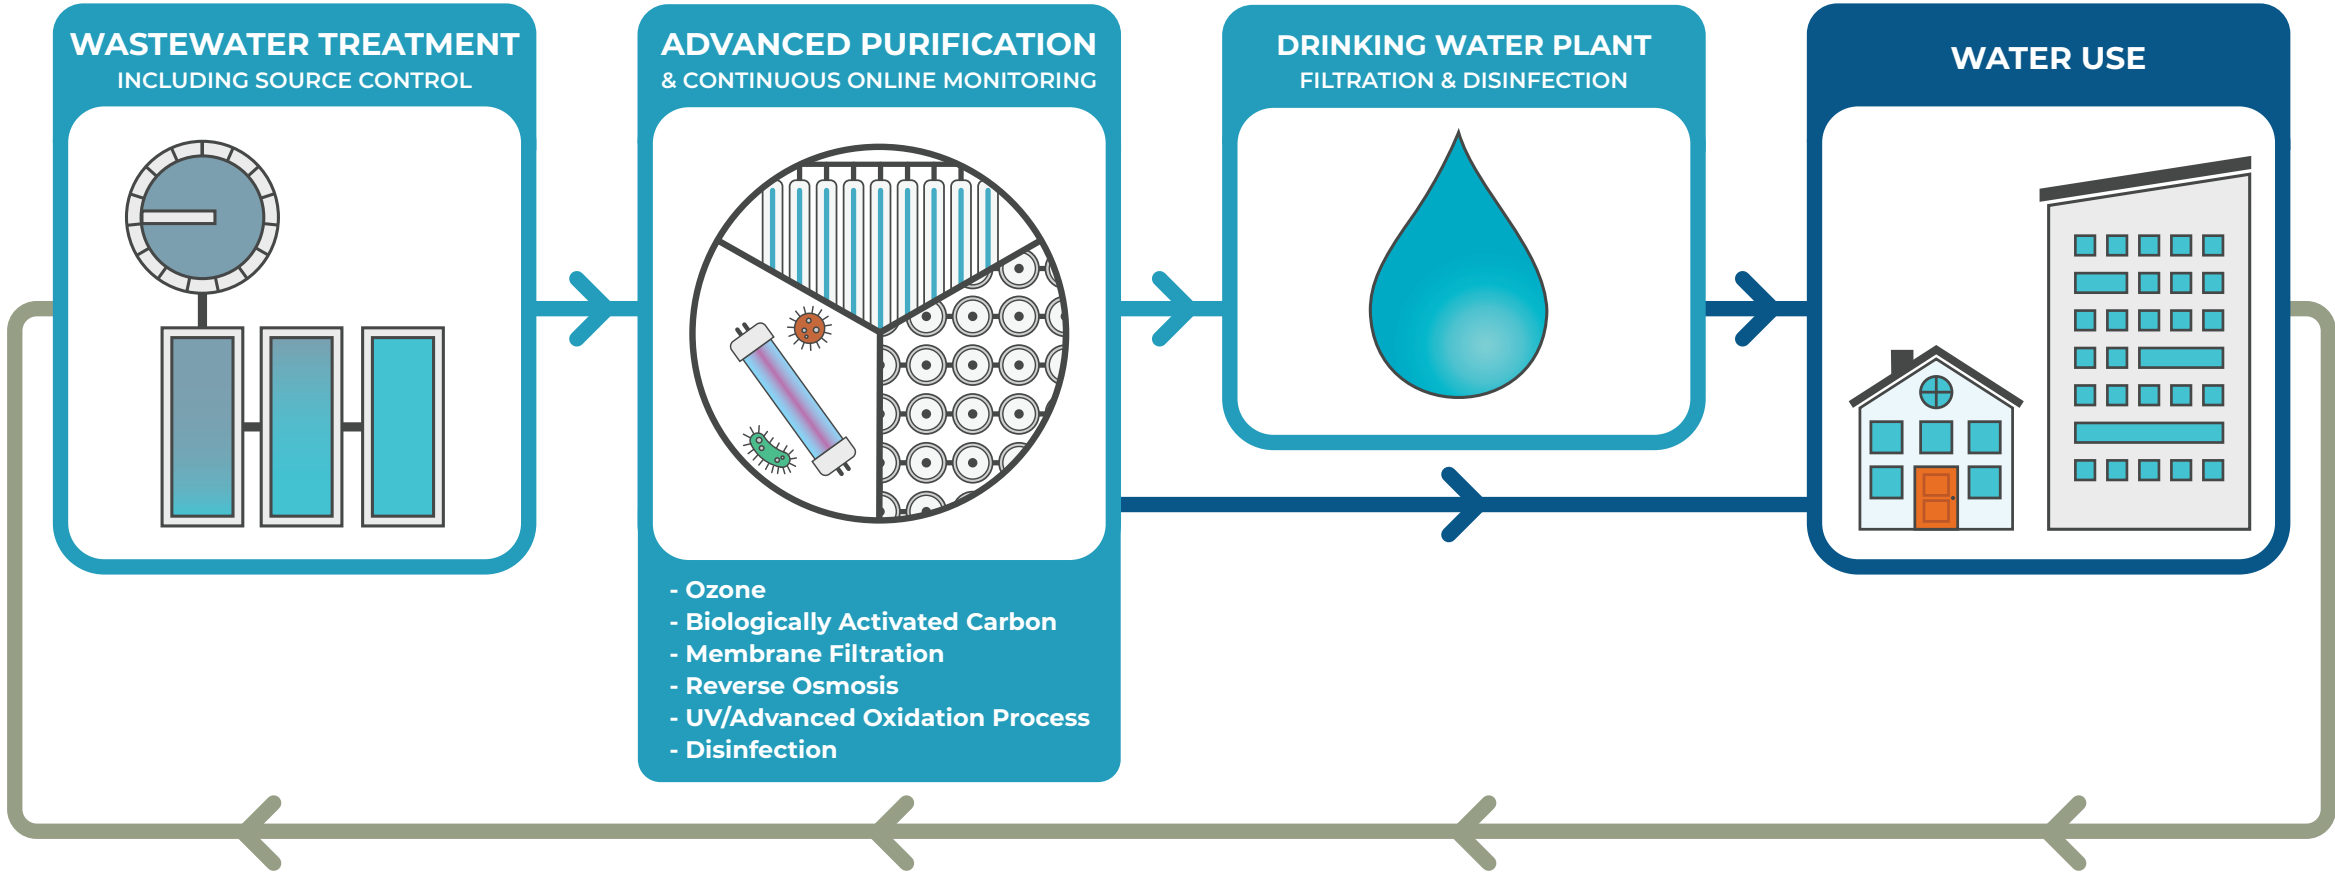 WASTEWATER TREATMENT
INCLUDING SOURCE CONTROL
ADVANCED PURIFICATION
& CONTINUOUS ONLINE MONITORING
- Ozone
- Biologically Activated Carbon
- Membrane Filtration
- Reverse Osmosis
- UV/Advanced Oxidation Process
- Disinfection
DRINKING WATER PLANT
FILTRATION & DISINFECTION
WATER USE